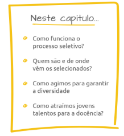 Neste capítulo...
Como funciona o
processo seletivo?
Quem são e de onde
vêm os selecionados?
Como agimos para garantir
a diversidade
Como atraímos jovens
talentos para a docência?